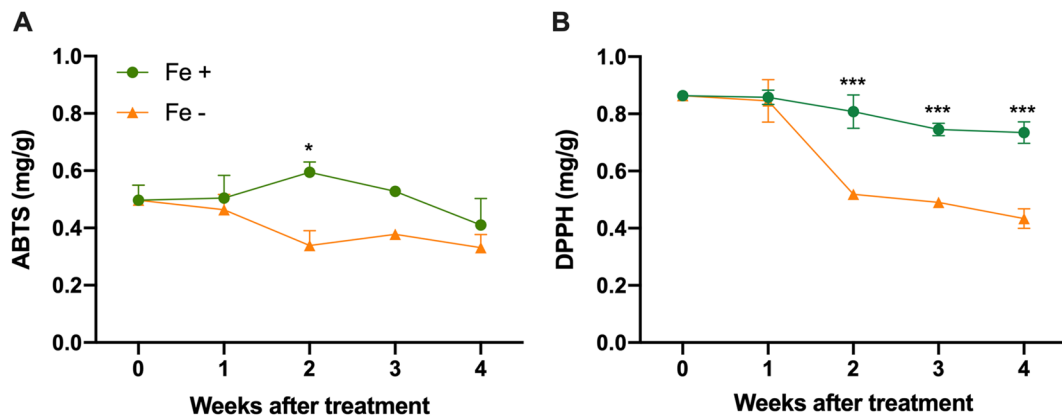 A
B
Fe +
Fe -
ABTS (mg/g)
1.0
0.8
0.6
0.4
0.2
0.0
*
0 1 2 3 4
Weeks after treatment
DPPH (mg/g)
1.0
0.8
0.6
0.4
0.2
0.0
*** *** ***
0 1 2 3 4
Weeks after treatment